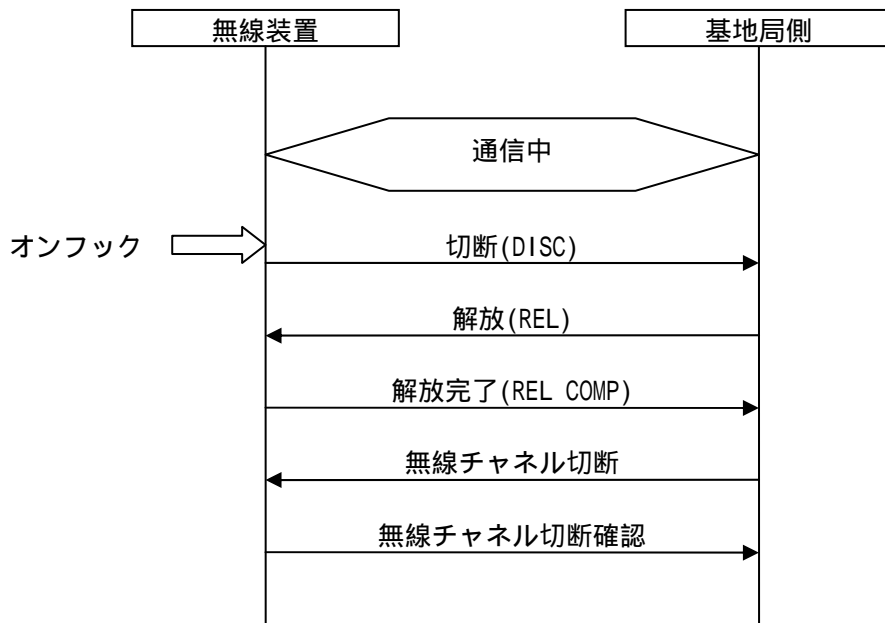 無線装置
基地局側
通信中
オンフック
切断(DISC)
解放(REL)
解放完了(REL COMP)
無線チャネル切断
無線チャネル切断確認